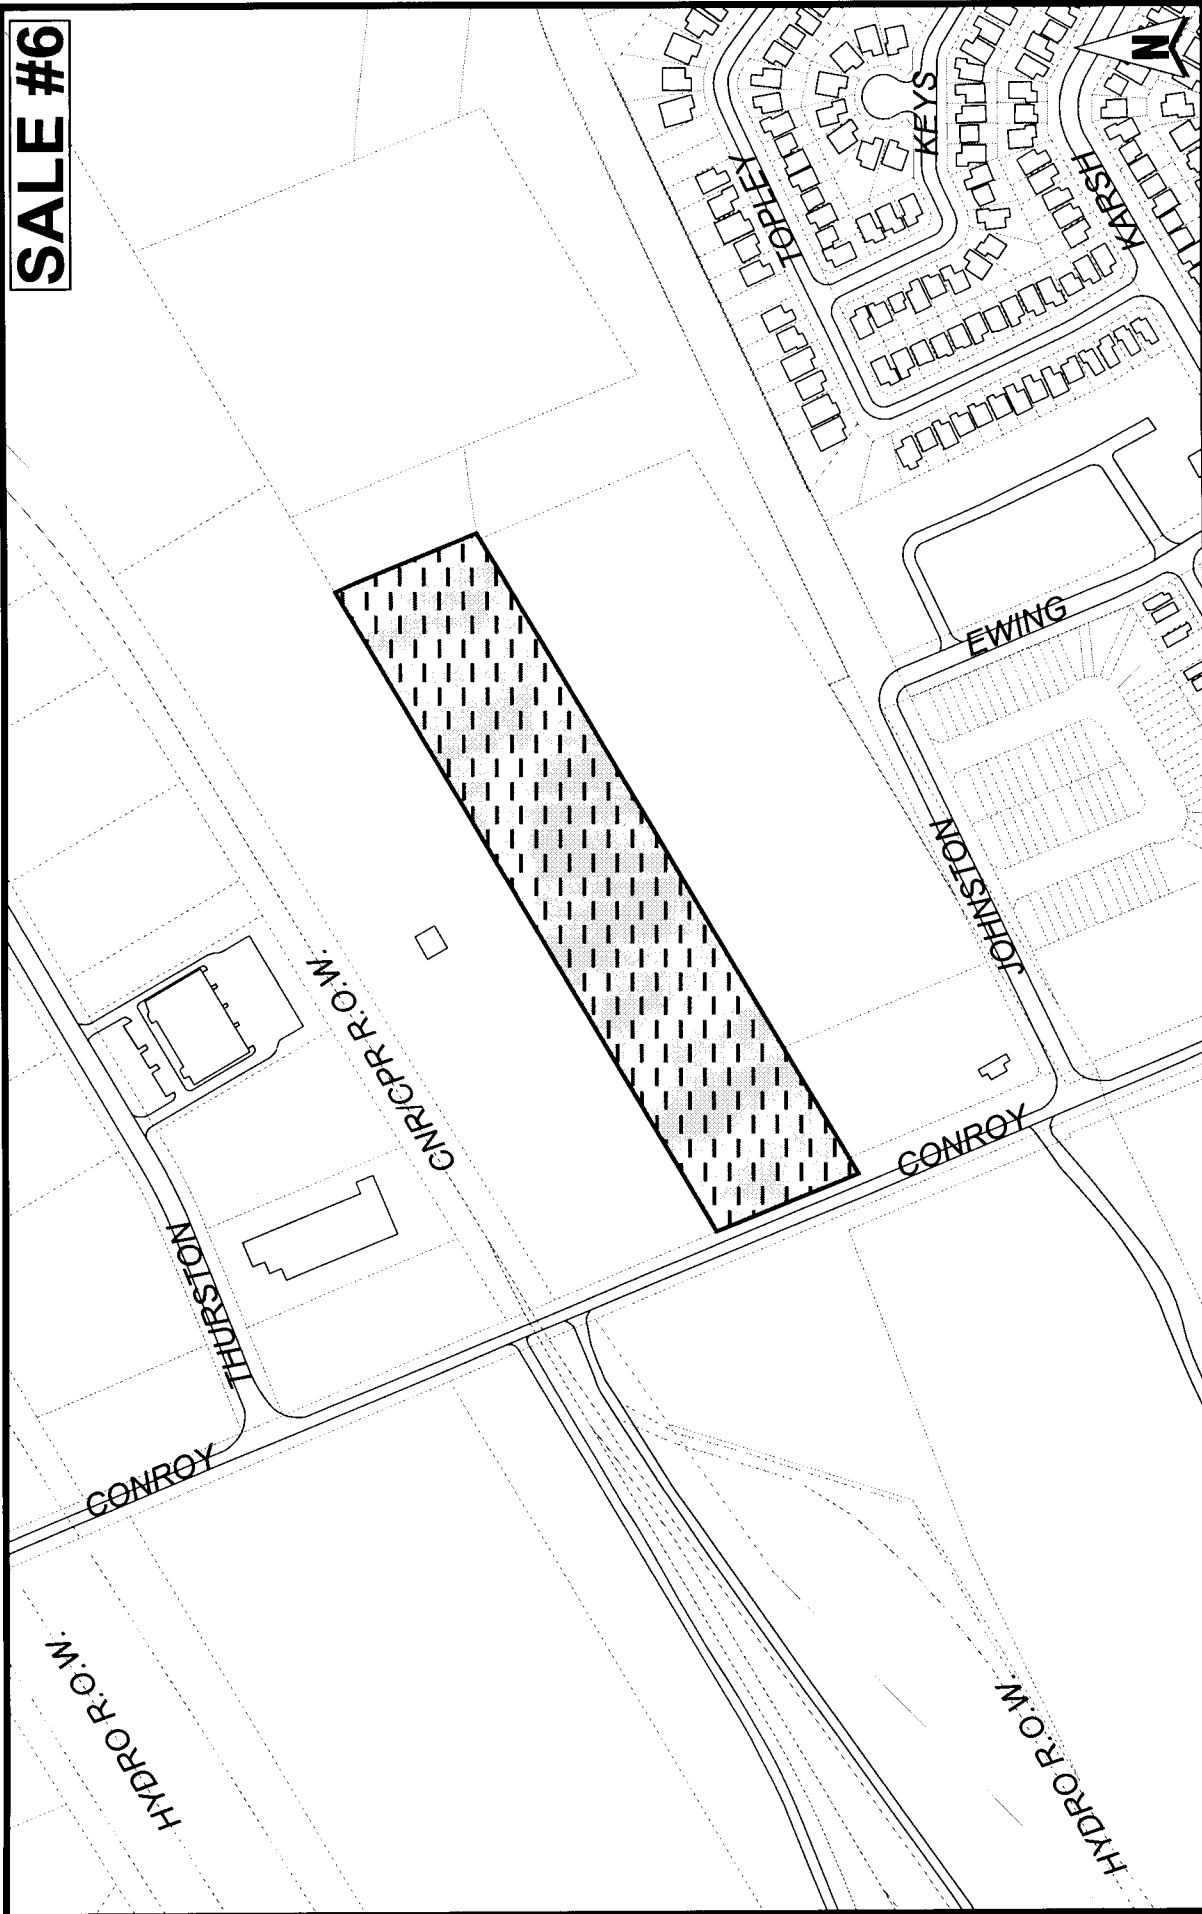 SALE #6
N
TOPLEY
KEYS
KARSH
EWING
JOHNSTON
CNR/CPR R.O.W.
CONROY
THURSTON
CONROY
HYDRO R.O.W.
HYDRO R.O.W.